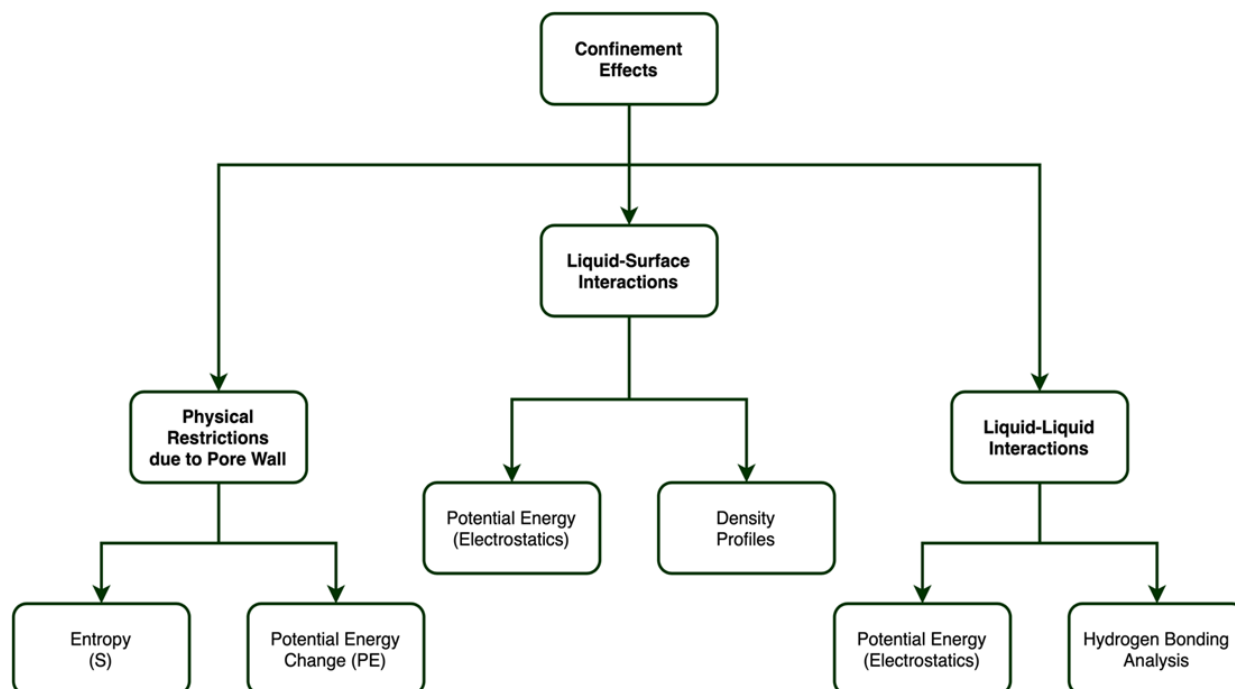 Confinement
Effects
Liquid-Surface
Interactions
Physical
Restrictions
due to Pore Wall
Liquid-Liquid
Interactions
Potential Energy
(Electrostatics)
Density
Profiles
Entropy
(S)
Potential Energy
Change (PE)
Potential Energy
(Electrostatics)
Hydrogen Bonding
Analysis